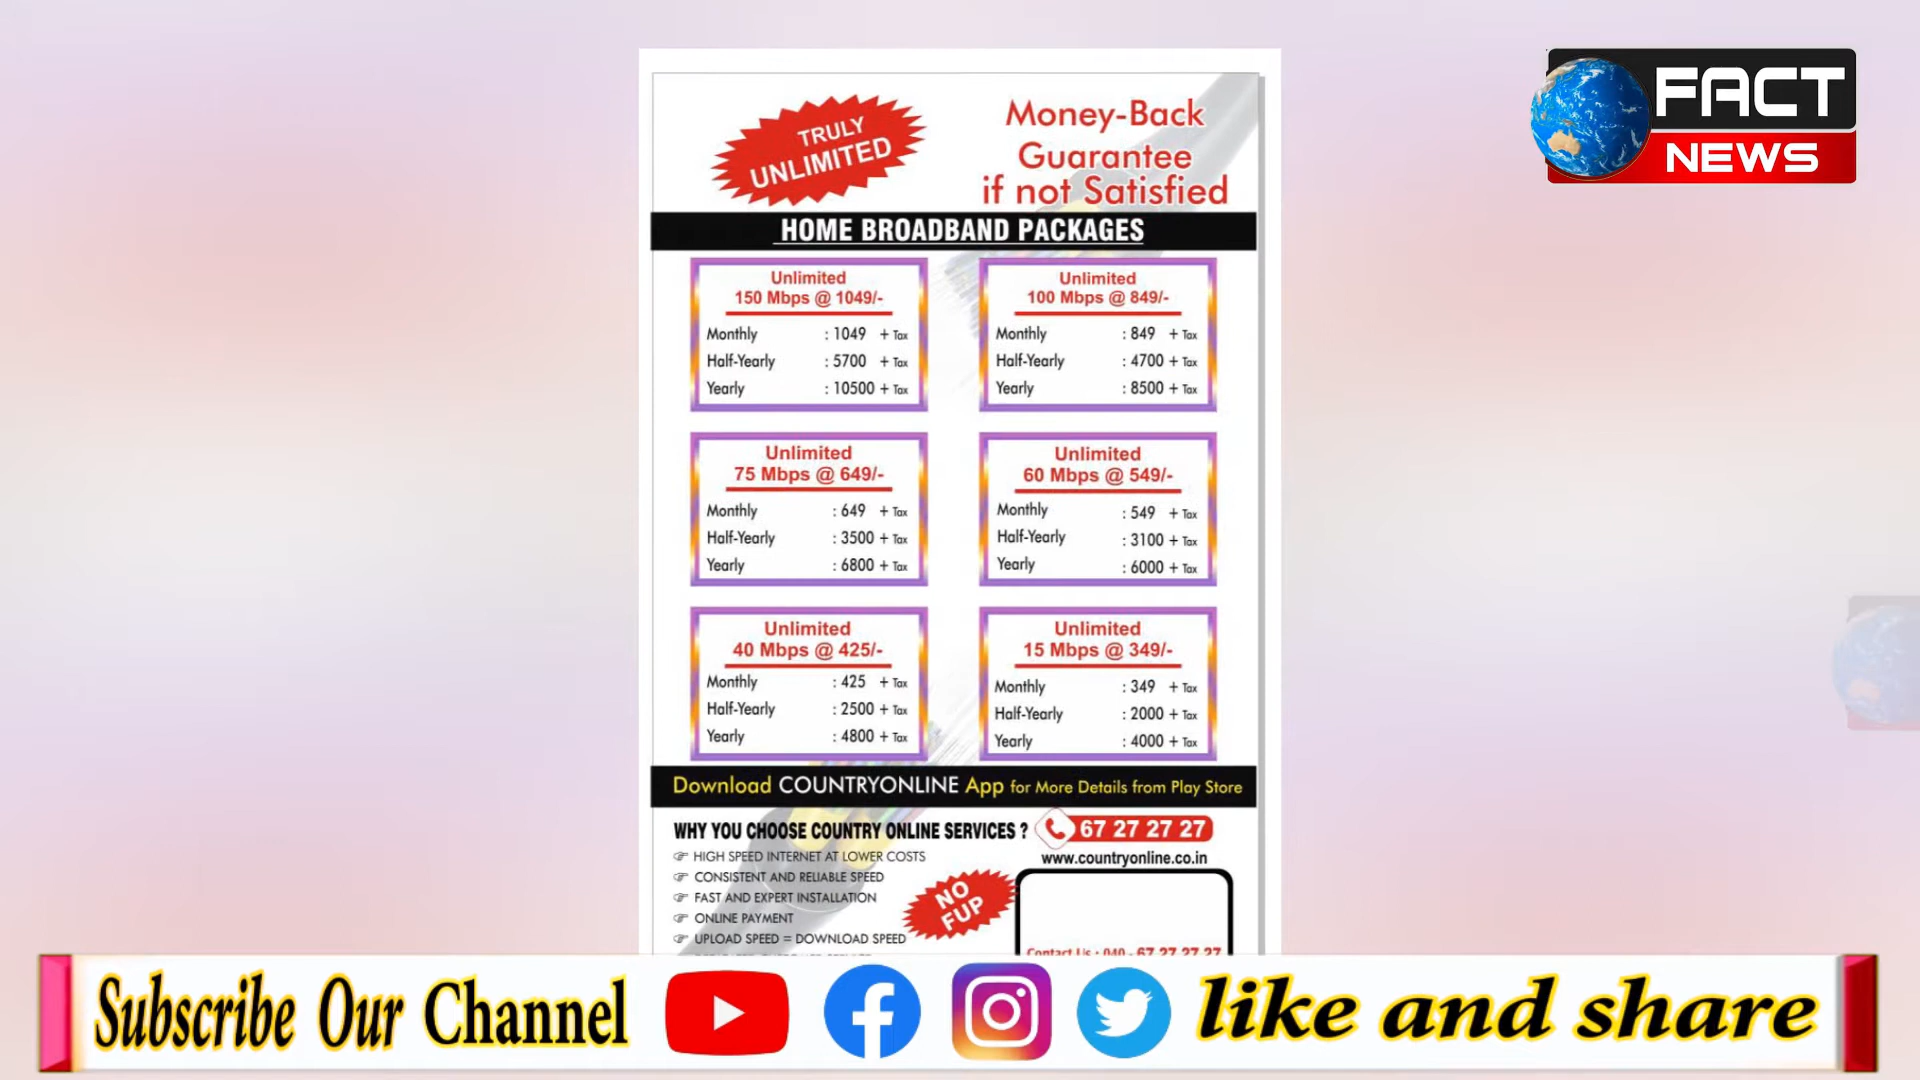 TRULY
UNLIMITED
Money-Back
Guarantee
if not Satisfied
FACT
NEWS
HOME BROADBAND PACKAGES
Unlimited
150 Mbps @ 1049/-
Monthly : 1049 + Tax
Half-Yearly : 5700 + Tax
Yearly : 10500 + Tax
Unlimited
100 Mbps @ 849/-
Monthly : 849 + Tax
Half-Yearly : 4700 + Tax
Yearly : 8500 + Tax
Unlimited
75 Mbps @ 649/-
Monthly : 649 + Tax
Half-Yearly : 3500 + Tax
Yearly : 6800 + Tax
Unlimited
60 Mbps @ 549/-
Monthly : 549 + Tax
Half-Yearly : 3100 + Tax
Yearly : 6000 + Tax
Unlimited
40 Mbps @ 425/-
Monthly : 425 + Tax
Half-Yearly : 2500 + Tax
Yearly : 4800 + Tax
Unlimited
15 Mbps @ 349/-
Monthly : 349 + Tax
Half-Yearly : 2000 + Tax
Yearly : 4000 + Tax
Download COUNTRYONLINE App for More Details from Play Store
WHY YOU CHOOSE COUNTRY ONLINE SERVICES ?
HIGH SPEED INTERNET AT LOWER COSTS
CONSISTENT AND RELIABLE SPEED
FAST AND EXPERT INSTALLATION
ONLINE PAYMENT
UPLOAD SPEED = DOWNLOAD SPEED
NO
FUP
67 27 27 27
www.countryonline.co.in
Contact Us : 040 - 67 27 27 27
Subscribe Our Channel
like and share